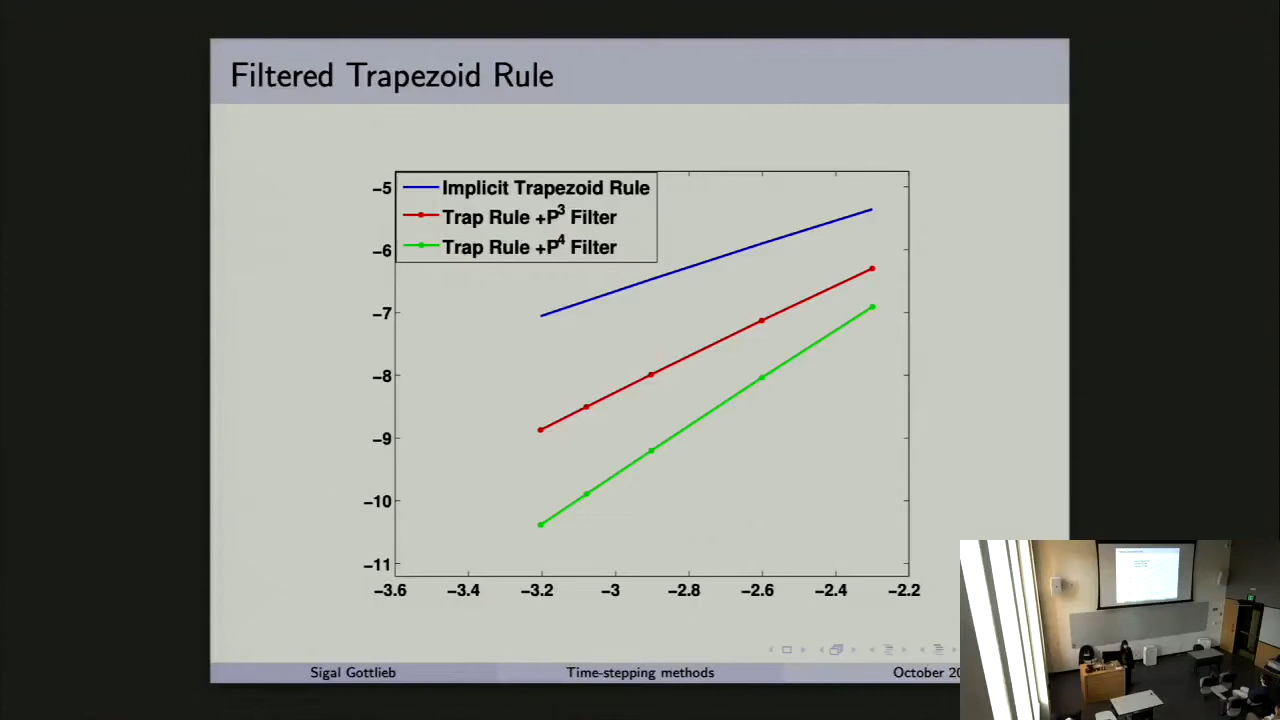 Filtered Trapezoid Rule
Implicit Trapezoid Rule
Trap Rule +P³ Filter
Trap Rule +P⁴ Filter
−5
−6
−7
−8
−9
−10
−11
−3.6 −3.4 −3.2 −3 −2.8 −2.6 −2.4 −2.2
Sigal Gottlieb Time-stepping methods October 20